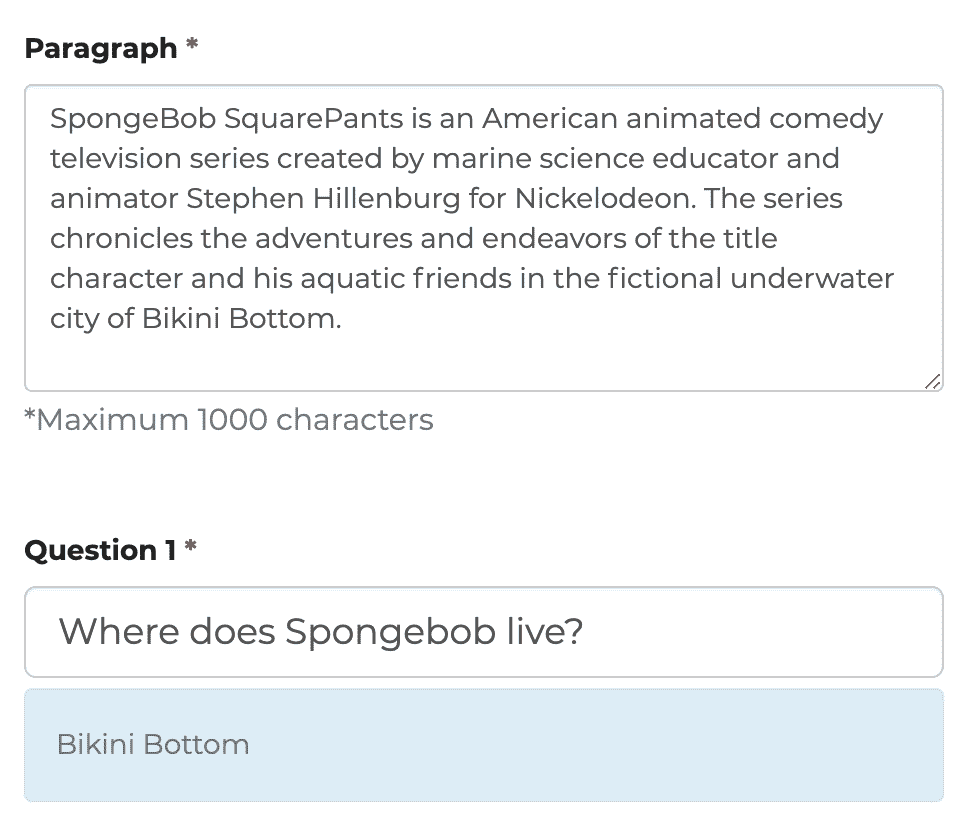 Paragraph *
SpongeBob SquarePants is an American animated comedy
television series created by marine science educator and
animator Stephen Hillenburg for Nickelodeon. The series
chronicles the adventures and endeavors of the title
character and his aquatic friends in the fictional underwater
city of Bikini Bottom.
*Maximum 1000 characters
Question 1 *
Where does Spongebob live?
Bikini Bottom